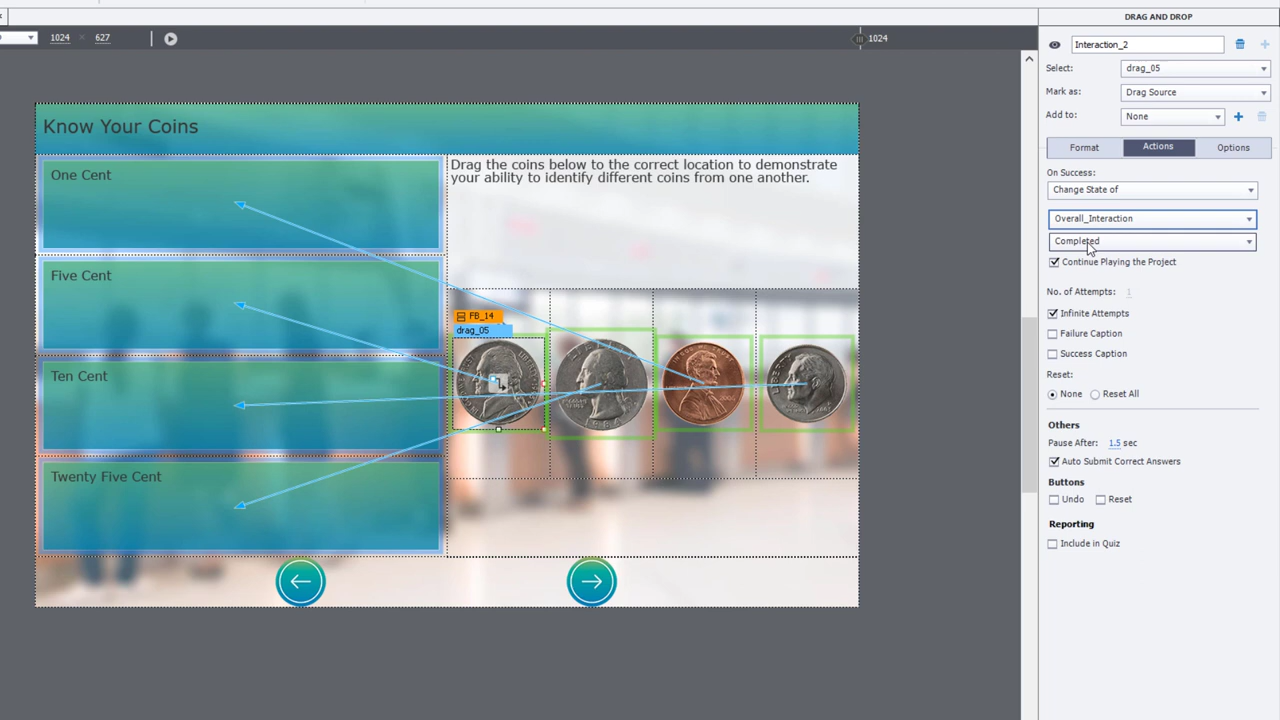 DRAG AND DROP
1024 × 627
1024
Interaction_2
Select: drag_05
Mark as: Drag Source
Add to: None
Format Actions Options
On Success:
Change State of
Overall_Interaction
Completed
Continue Playing the Project
No. of Attempts: 1
Infinite Attempts
Failure Caption
Success Caption
Reset:
None Reset All
Others
Pause After: 1.5 sec
Auto Submit Correct Answers
Buttons
Undo Reset
Reporting
Include in Quiz
Know Your Coins
One Cent
Five Cent
Ten Cent
Twenty Five Cent
Drag the coins below to the correct location to demonstrate
your ability to identify different coins from one another.
FB_14
drag_05